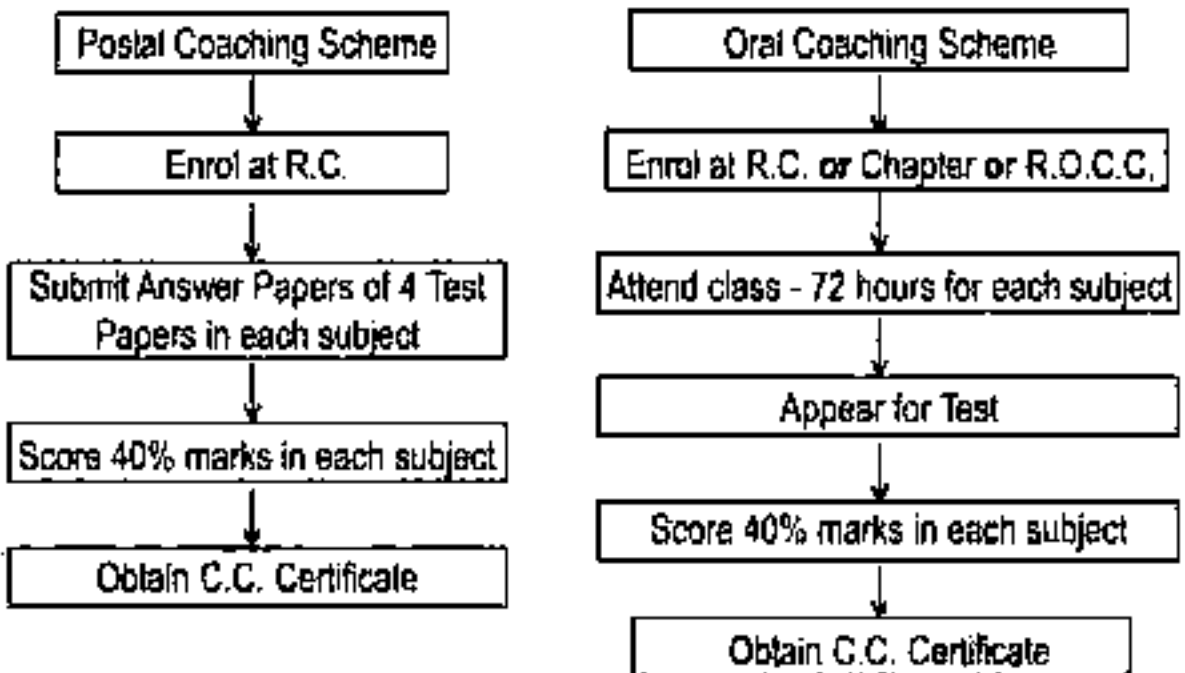 Postal Coaching Scheme
Enrol at R.C.
Submit Answer Papers of 4 Test
Papers in each subject
Score 40% marks in each subject
Obtain C.C. Certificate
Oral Coaching Scheme
Enrol at R.C. or Chapter or R.O.C.C.
Attend class - 72 hours for each subject
Appear for Test
Score 40% marks in each subject
Obtain C.C. Certificate